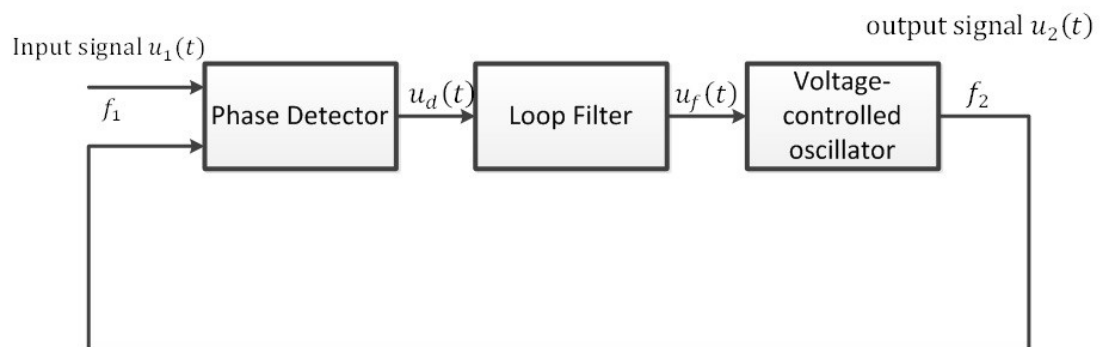 output signal u₂(t)
Input signal u₁(t)
f₁
Phase Detector
u_d(t)
Loop Filter
u_f(t)
Voltage-
controlled
oscillator
f₂